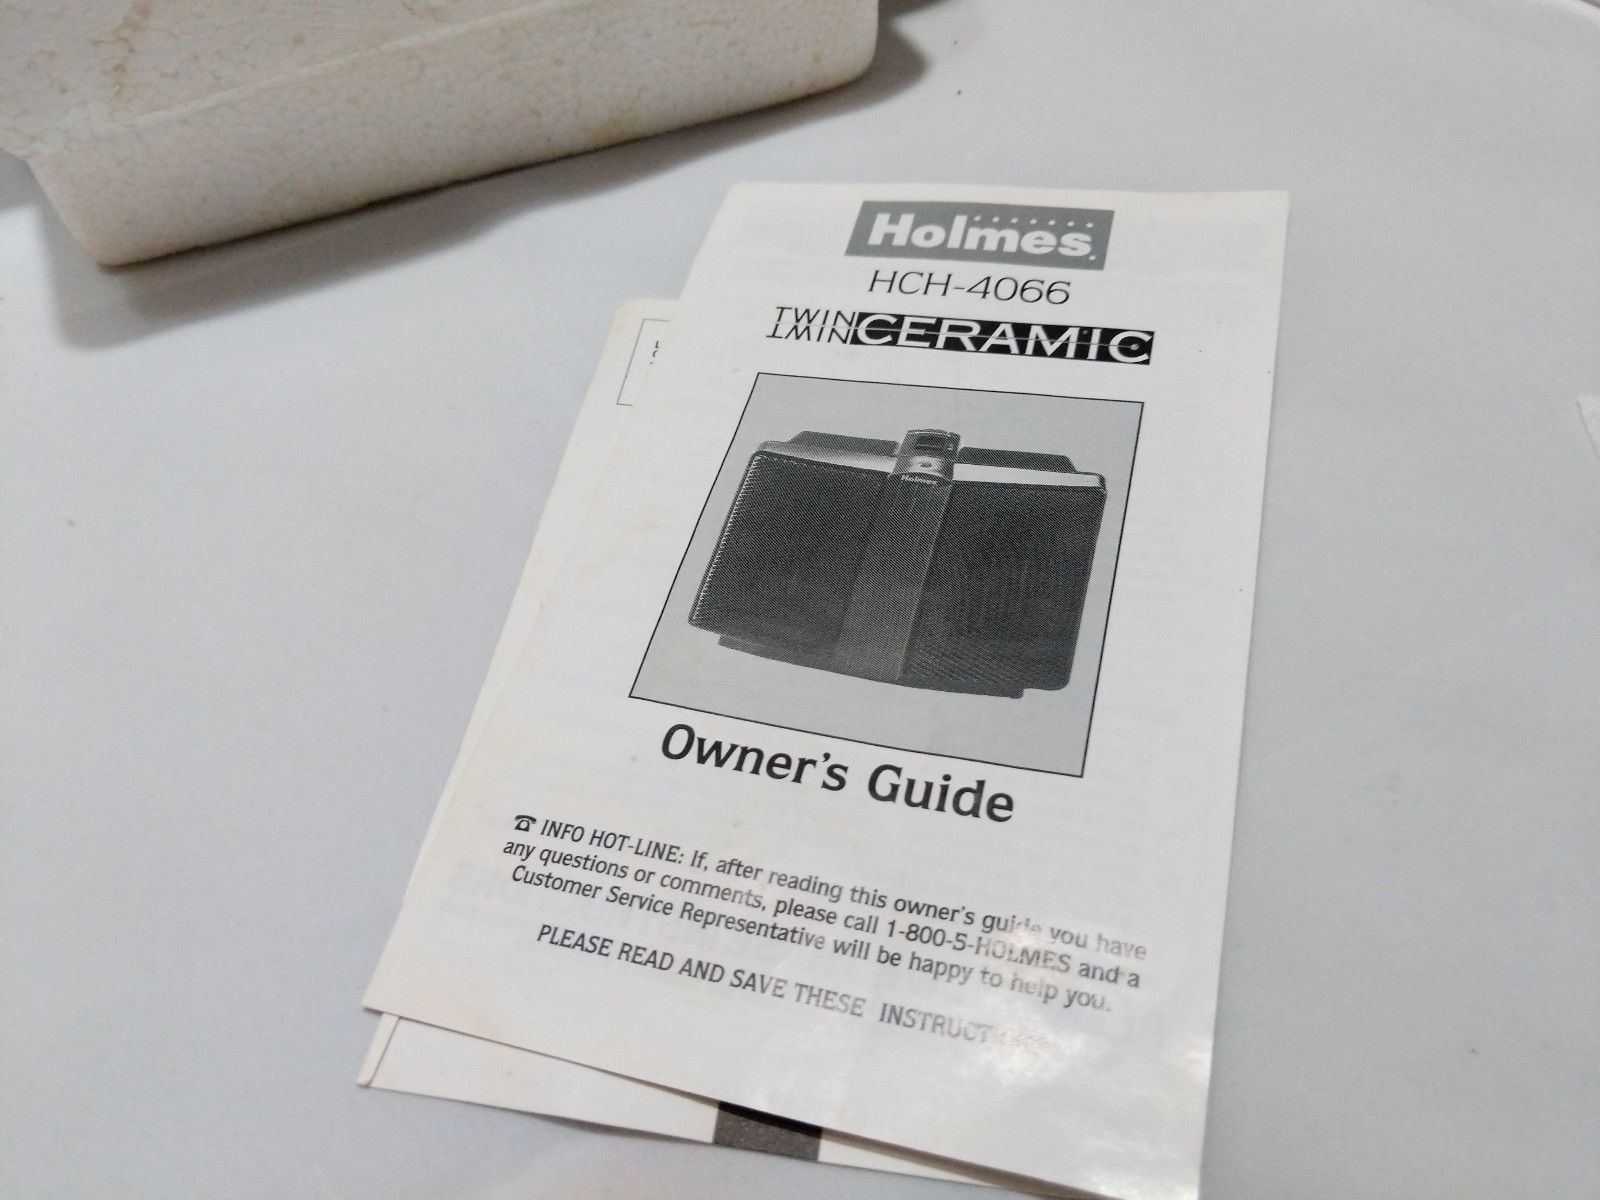 Holmes
HCH-4066
TWIN CERAMIC
Holmes
Owner's Guide
☎ INFO HOT-LINE: If, after reading this owner's guide you have
any questions or comments, please call 1-800-5-HOLMES and a
Customer Service Representative will be happy to help you.
PLEASE READ AND SAVE THESE INSTRUCTIONS